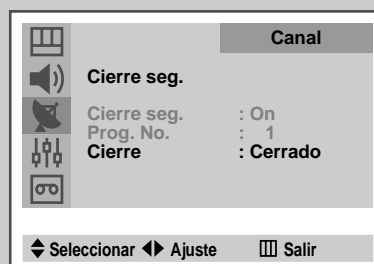 Canal
Cierre seg.
Cierre seg. : On
Prog. No. : 1
Cierre : Cerrado
Seleccionar Ajuste Salir